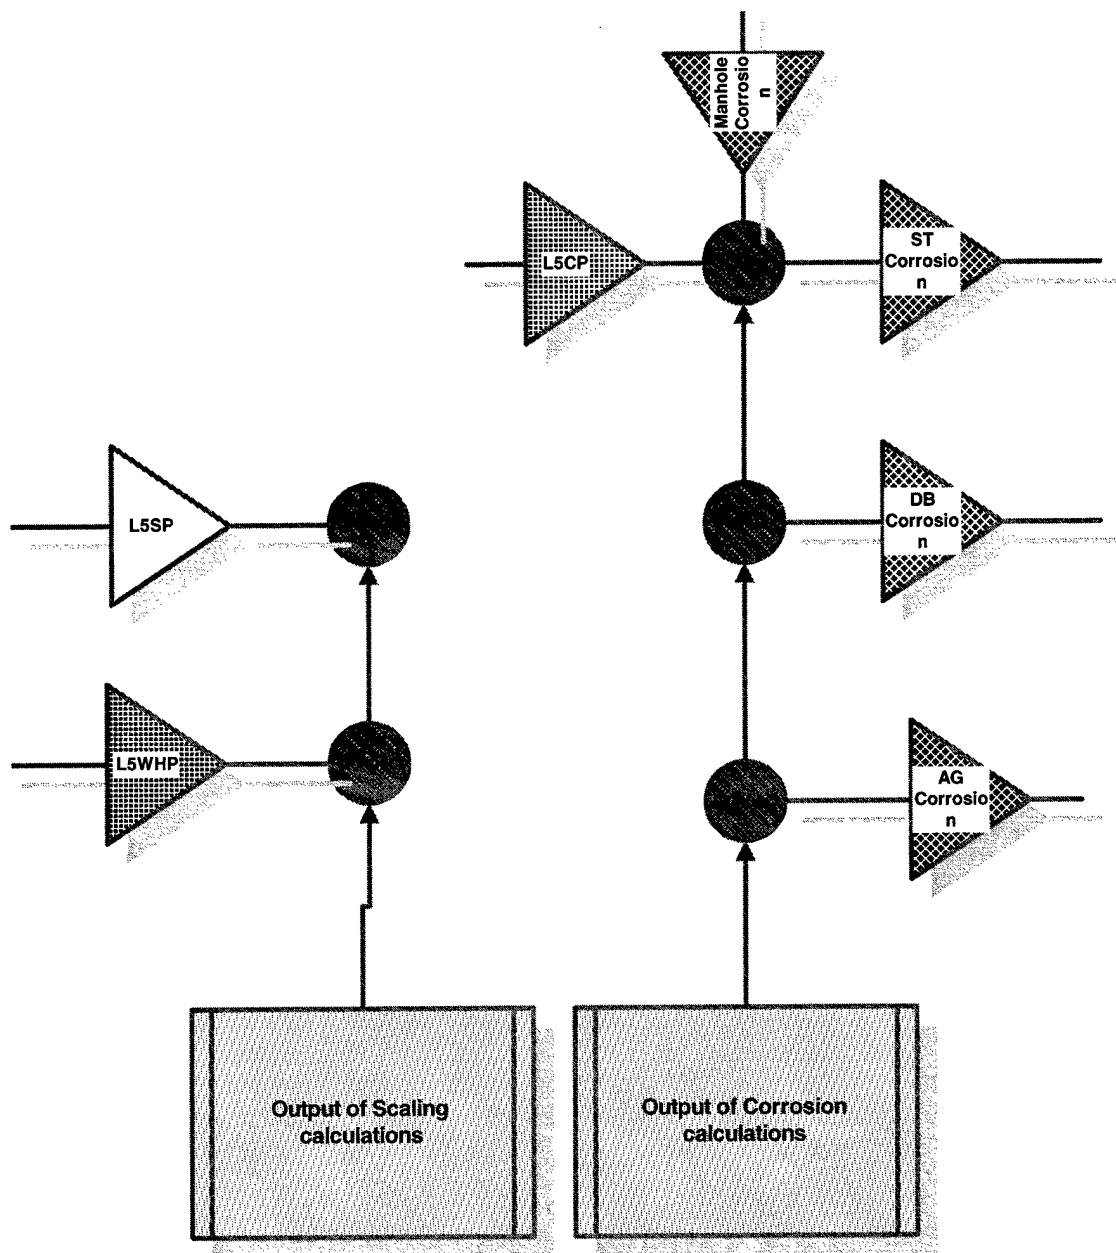 Manhole
Corrosio
n
L5CP
ST
Corrosio
n
L5SP
DB
Corrosio
n
L5WHP
AG
Corrosio
n
Output of Scaling
calculations
Output of Corrosion
calculations